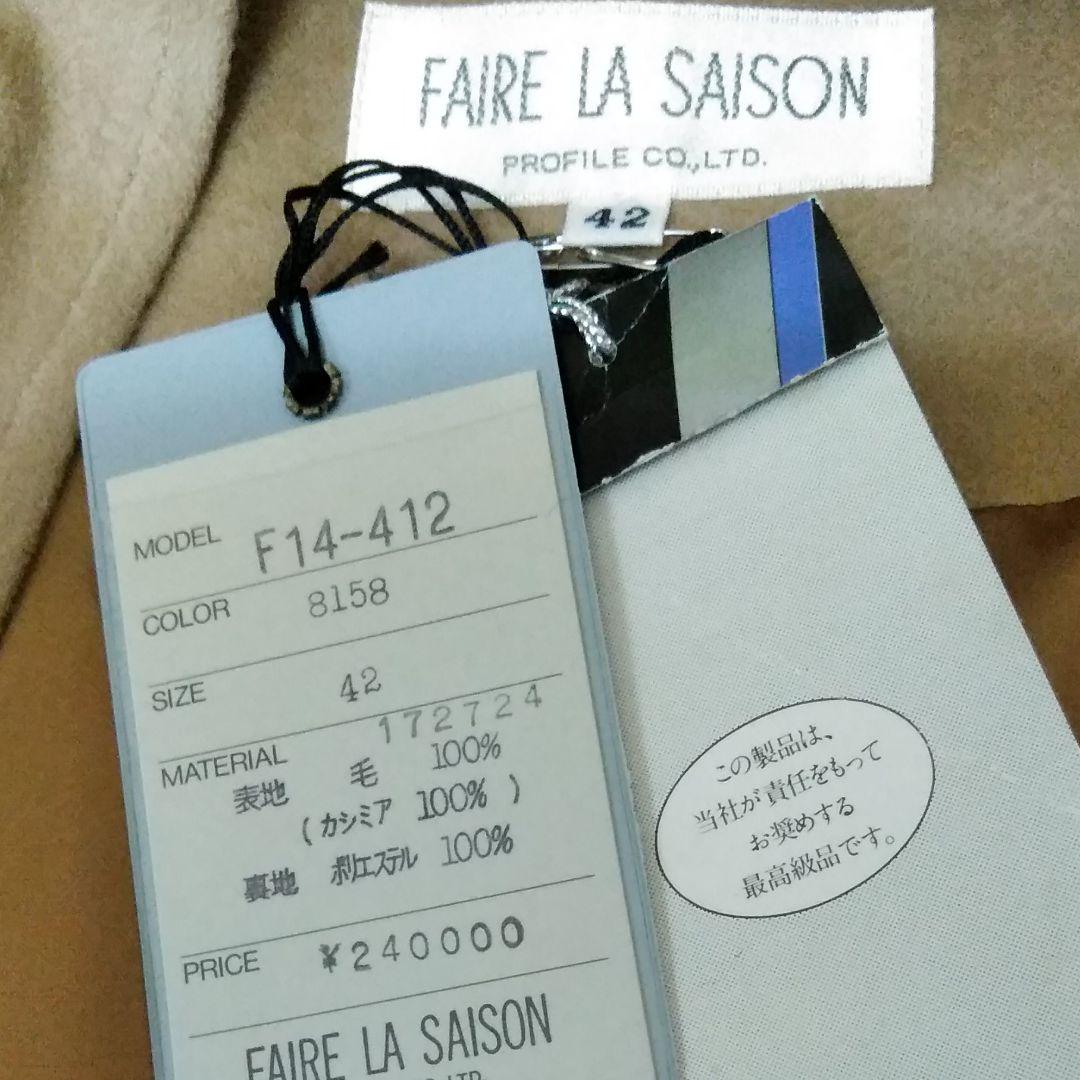 FAIRE LA SAISON
PROFILE CO.,LTD.
42
MODEL F14-412
COLOR 8158
SIZE 42
172724
MATERIAL
表地 毛 100%
(カシミア 100%)
裏地 ポリエステル 100%
PRICE ¥240000
FAIRE LA SAISON
この製品は、
当社が責任をもって
お奨めする
最高級品です。